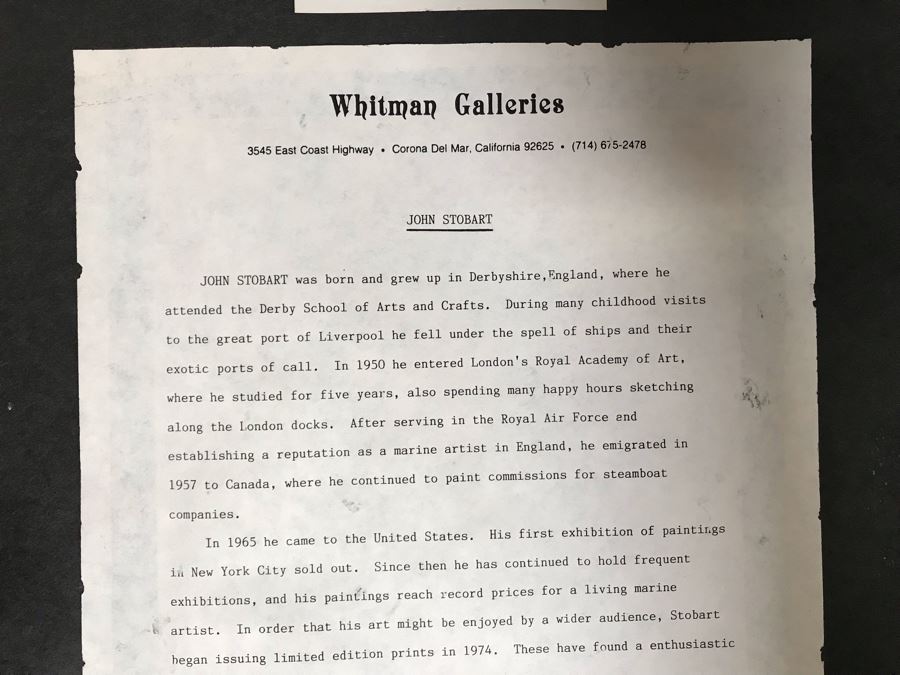 Whitman Galleries
3545 East Coast Highway • Corona Del Mar, California 92625 • (714) 675-2478
JOHN STOBART
JOHN STOBART was born and grew up in Derbyshire,England, where he
attended the Derby School of Arts and Crafts. During many childhood visits
to the great port of Liverpool he fell under the spell of ships and their
exotic ports of call. In 1950 he entered London's Royal Academy of Art,
where he studied for five years, also spending many happy hours sketching
along the London docks. After serving in the Royal Air Force and
establishing a reputation as a marine artist in England, he emigrated in
1957 to Canada, where he continued to paint commissions for steamboat
companies.
In 1965 he came to the United States. His first exhibition of paintings
in New York City sold out. Since then he has continued to hold frequent
exhibitions, and his paintings reach record prices for a living marine
artist. In order that his art might be enjoyed by a wider audience, Stobart
began issuing limited edition prints in 1974. These have found a enthusiastic